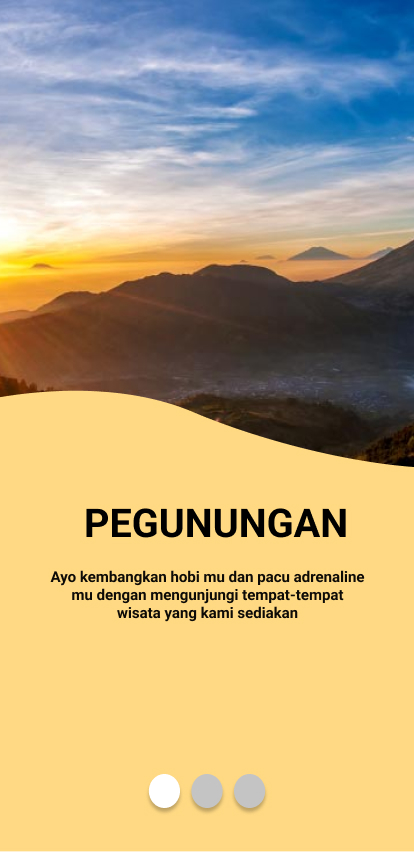 PEGUNUNGAN
Ayo kembangkan hobi mu dan pacu adrenaline
mu dengan mengunjungi tempat-tempat
wisata yang kami sediakan